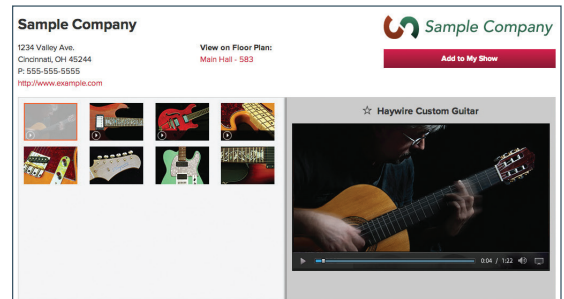 Sample Company
Sample Company
1234 Valley Ave.
Cincinnati, OH 45244
P: 555-555-5555
http://www.example.com
View on Floor Plan:
Main Hall - 583
Add to My Show
☆ Haywire Custom Guitar
0:04 / 1:22